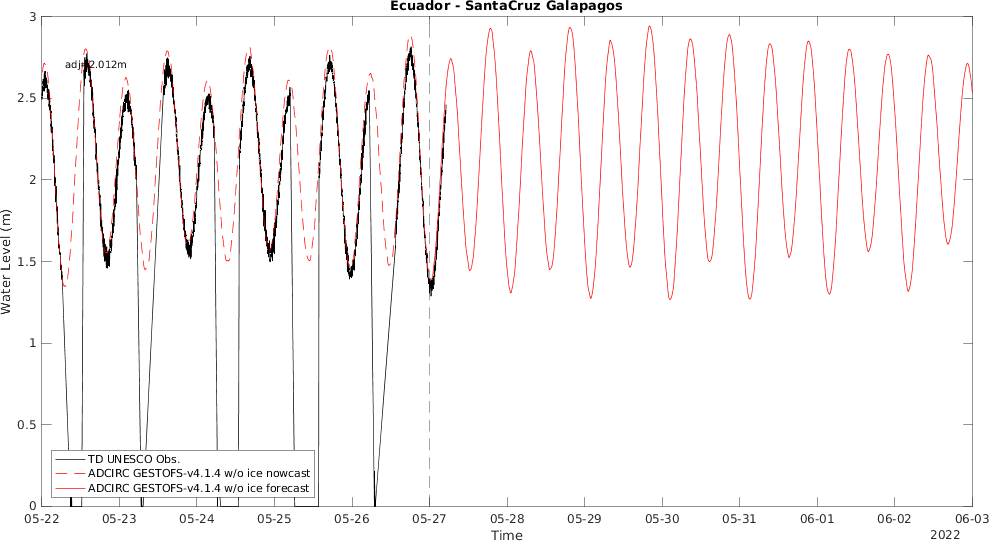 Ecuador - SantaCruz Galapagos
3
2.5
2
1.5
1
0.5
0
Water Level (m)
adj=2.012m
TD UNESCO Obs.
ADCIRC GESTOFS-v4.1.4 w/o ice nowcast
ADCIRC GESTOFS-v4.1.4 w/o ice forecast
05-22 05-23 05-24 05-25 05-26 05-27 05-28 05-29 05-30 05-31 06-01 06-02 06-03
Time
2022